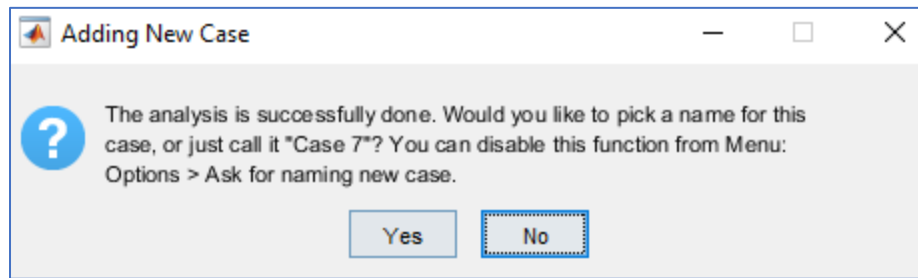 Adding New Case
The analysis is successfully done. Would you like to pick a name for this
case, or just call it "Case 7"? You can disable this function from Menu:
Options > Ask for naming new case.
Yes No